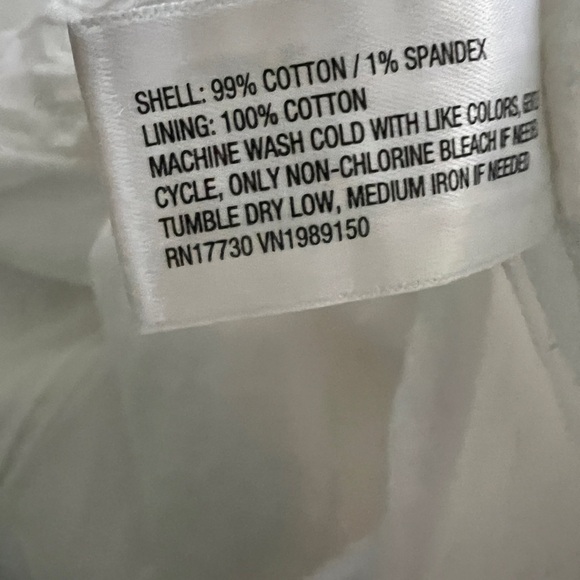 SHELL: 99% COTTON / 1% SPANDEX
LINING: 100% COTTON
MACHINE WASH COLD WITH LIKE COLORS,
CYCLE, ONLY NON-CHLORINE BLEACH IF NEEDED
TUMBLE DRY LOW, MEDIUM IRON IF NEEDED
RN17730 VN1989150